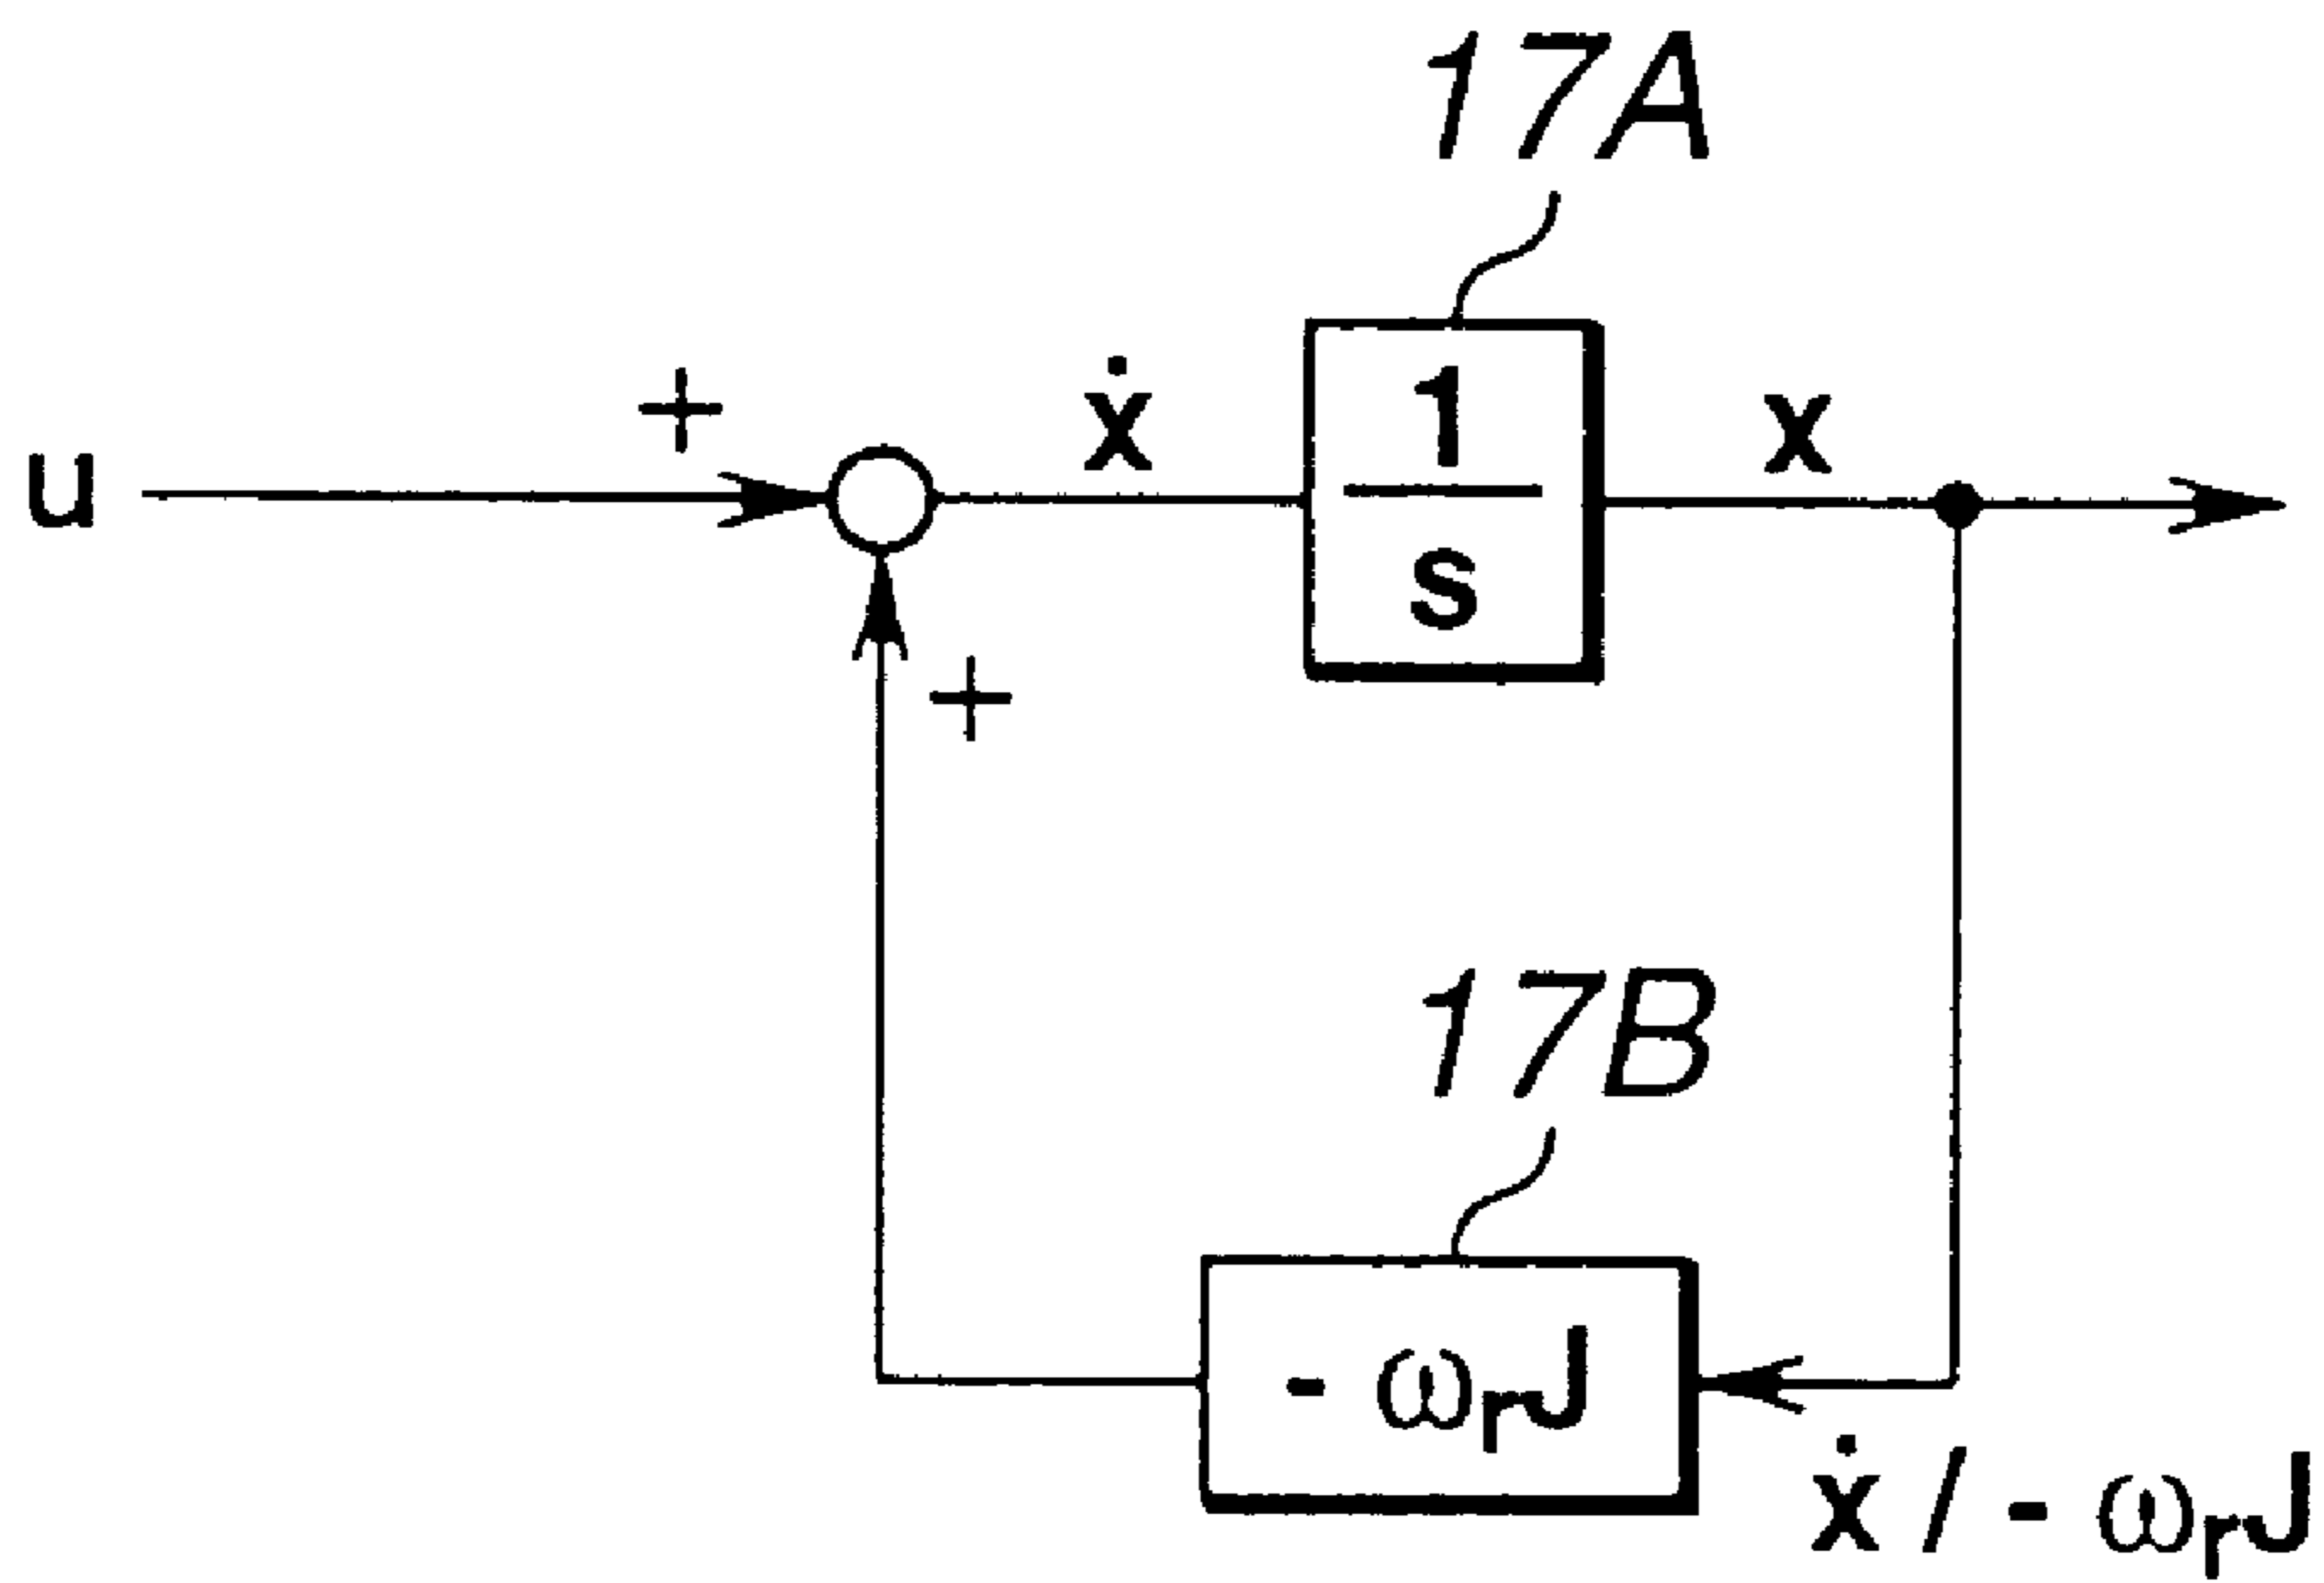 17A
+
ẋ
1
x
u
s
+
17B
- ωrJ
ẋ / - ωrJ